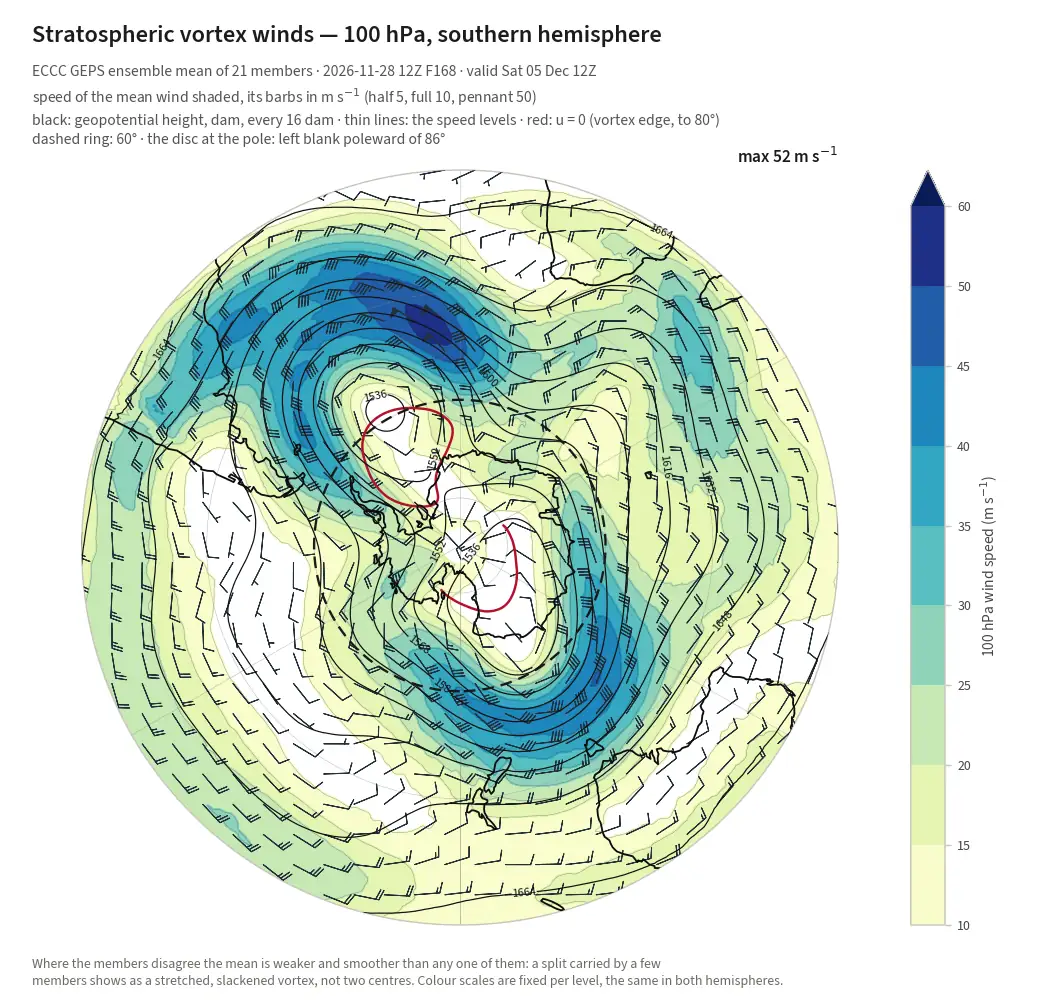 Stratospheric vortex winds — 100 hPa, southern hemisphere
ECCC GEPS ensemble mean of 21 members · 2026-11-28 12Z F168 · valid Sat 05 Dec 12Z
speed of the mean wind shaded, its barbs in m s⁻¹ (half 5, full 10, pennant 50)
black: geopotential height, dam, every 16 dam · thin lines: the speed levels · red: u = 0 (vortex edge, to 80°)
dashed ring: 60° · the disc at the pole: left blank poleward of 86°
max 52 m s⁻¹
1664
1664
1600
1536
1552
1616
1632
1552
1536
1648
1568
1664
60
50
45
40
35
30
25
20
15
10
100 hPa wind speed (m s⁻¹)
Where the members disagree the mean is weaker and smoother than any one of them: a split carried by a few
members shows as a stretched, slackened vortex, not two centres. Colour scales are fixed per level, the same in both hemispheres.